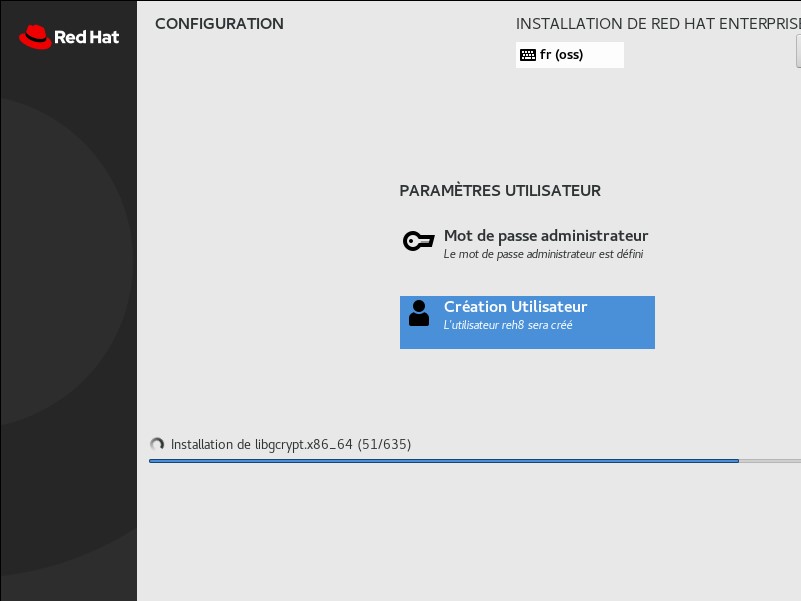 Red Hat
CONFIGURATION
INSTALLATION DE RED HAT ENTERPRISE
fr (oss)
PARAMÈTRES UTILISATEUR
Mot de passe administrateur
Le mot de passe administrateur est défini
Création Utilisateur
L'utilisateur reh8 sera créé
Installation de libgcrypt.x86_64 (51/635)